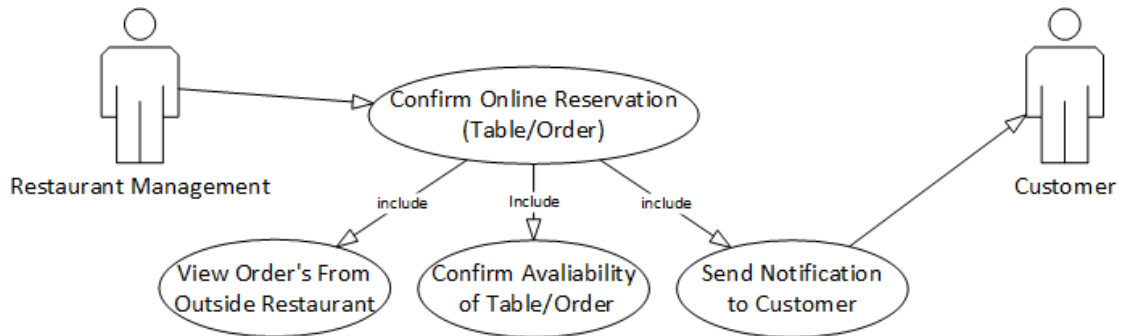 Confirm Online Reservation
(Table/Order)
Restaurant Management
Customer
include
Include
include
View Order's From
Outside Restaurant
Confirm Avaliability
of Table/Order
Send Notification
to Customer